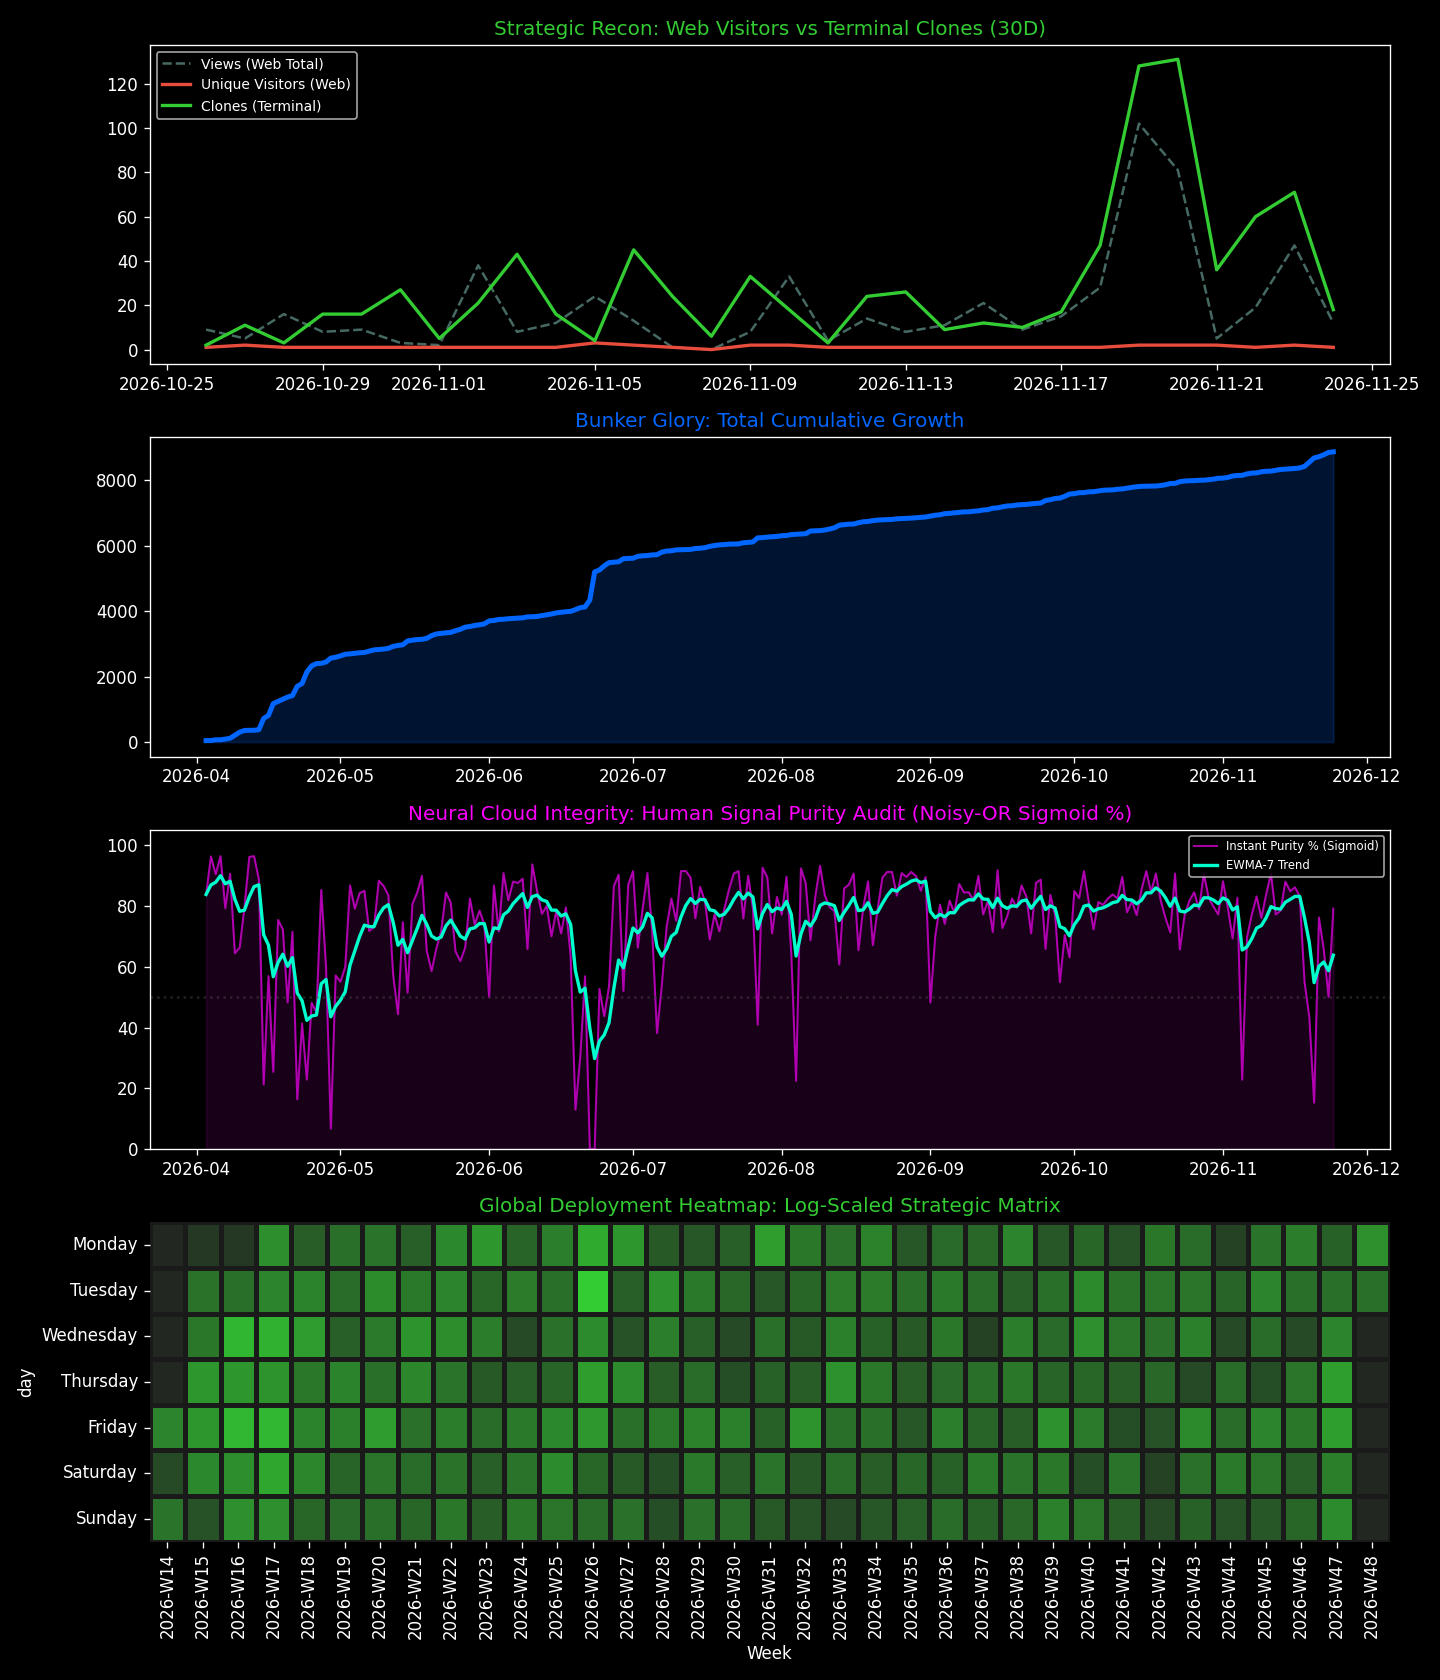 Strategic Recon: Web Visitors vs Terminal Clones (30D)
Views (Web Total)
Unique Visitors (Web)
Clones (Terminal)
120
100
80
60
40
20
0
2026-10-25 2026-10-29 2026-11-01 2026-11-05 2026-11-09 2026-11-13 2026-11-17 2026-11-21 2026-11-25
Bunker Glory: Total Cumulative Growth
8000
6000
4000
2000
0
2026-04 2026-05 2026-06 2026-07 2026-08 2026-09 2026-10 2026-11 2026-12
Neural Cloud Integrity: Human Signal Purity Audit (Noisy-OR Sigmoid %)
Instant Purity % (Sigmoid)
EWMA-7 Trend
100
80
60
40
20
0
2026-04 2026-05 2026-06 2026-07 2026-08 2026-09 2026-10 2026-11 2026-12
Global Deployment Heatmap: Log-Scaled Strategic Matrix
day
Monday
Tuesday
Wednesday
Thursday
Friday
Saturday
Sunday
2026-W14 2026-W15 2026-W16 2026-W17 2026-W18 2026-W19 2026-W20 2026-W21 2026-W22 2026-W23 2026-W24 2026-W25 2026-W26 2026-W27 2026-W28 2026-W29 2026-W30 2026-W31 2026-W32 2026-W33 2026-W34 2026-W35 2026-W36 2026-W37 2026-W38 2026-W39 2026-W40 2026-W41 2026-W42 2026-W43 2026-W44 2026-W45 2026-W46 2026-W47 2026-W48
Week